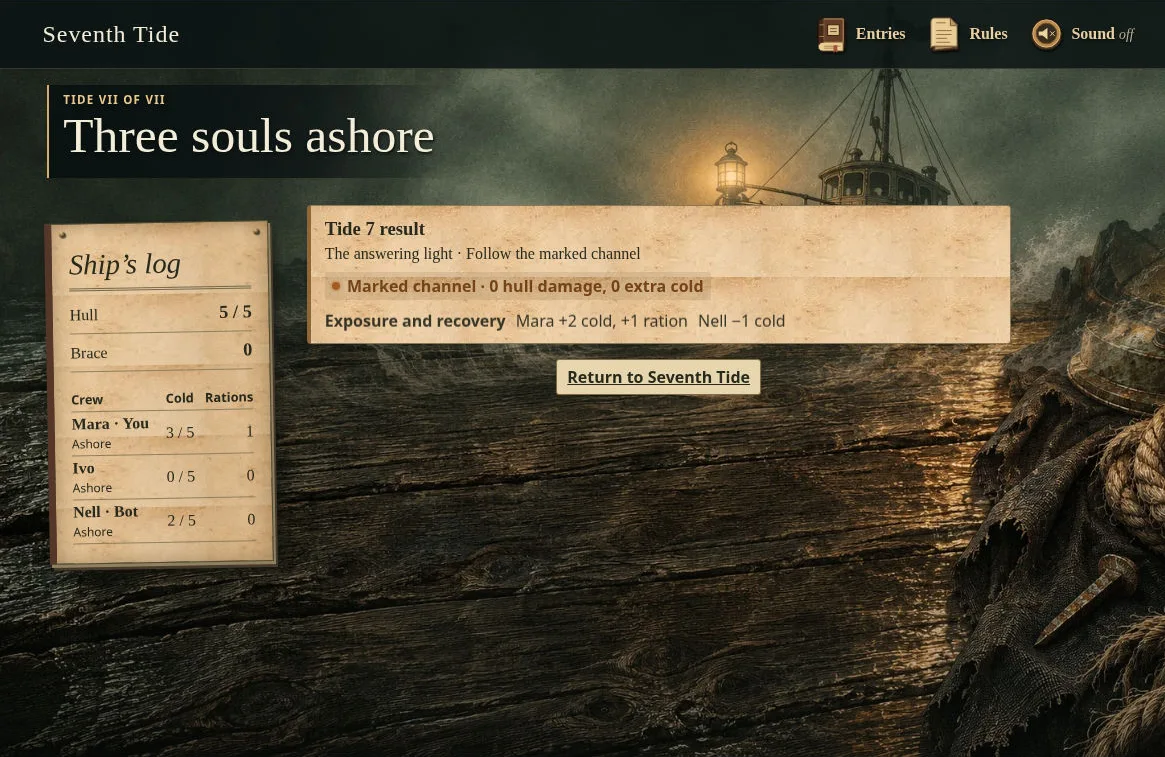 Seventh Tide
Entries
Rules
Sound off
TIDE VII OF VII
Three souls ashore
Ship’s log
Hull 5 / 5
Brace 0
Crew Cold Rations
Mara · You 3 / 5 1
Ashore
Ivo 0 / 5 0
Ashore
Nell · Bot 2 / 5 0
Ashore
Tide 7 result
The answering light · Follow the marked channel
Marked channel · 0 hull damage, 0 extra cold
Exposure and recovery Mara +2 cold, +1 ration Nell −1 cold
Return to Seventh Tide